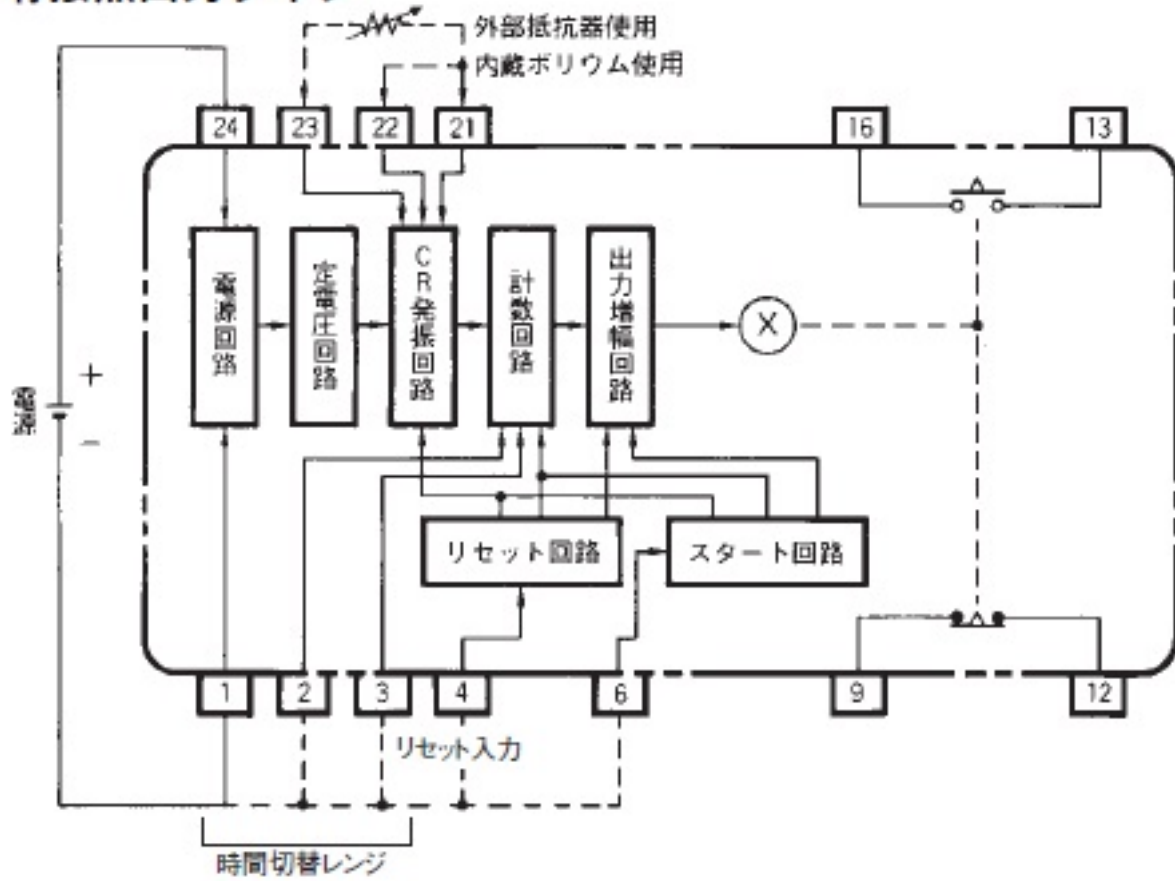 外部抵抗器使用
内蔵ボリウム使用
24 23 22 21 16 13
電源回路
定電圧回路
CR発振回路
計数回路
出力増幅回路
X
+
−
電源
リセット回路
スタート回路
1 2 3 4 6 9 12
リセット入力
時間切替レンジ